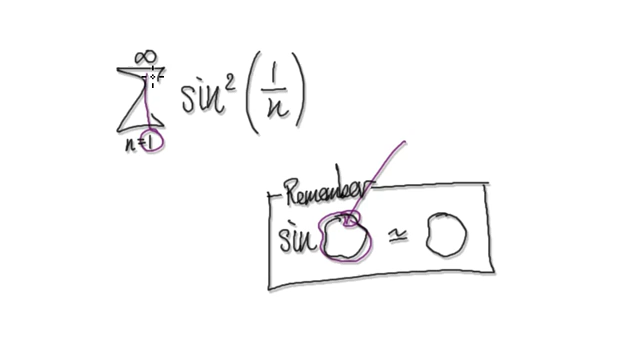 ∞
∑ sin² (1/n)
n=1
Remember
sin ◯ ≃ ◯